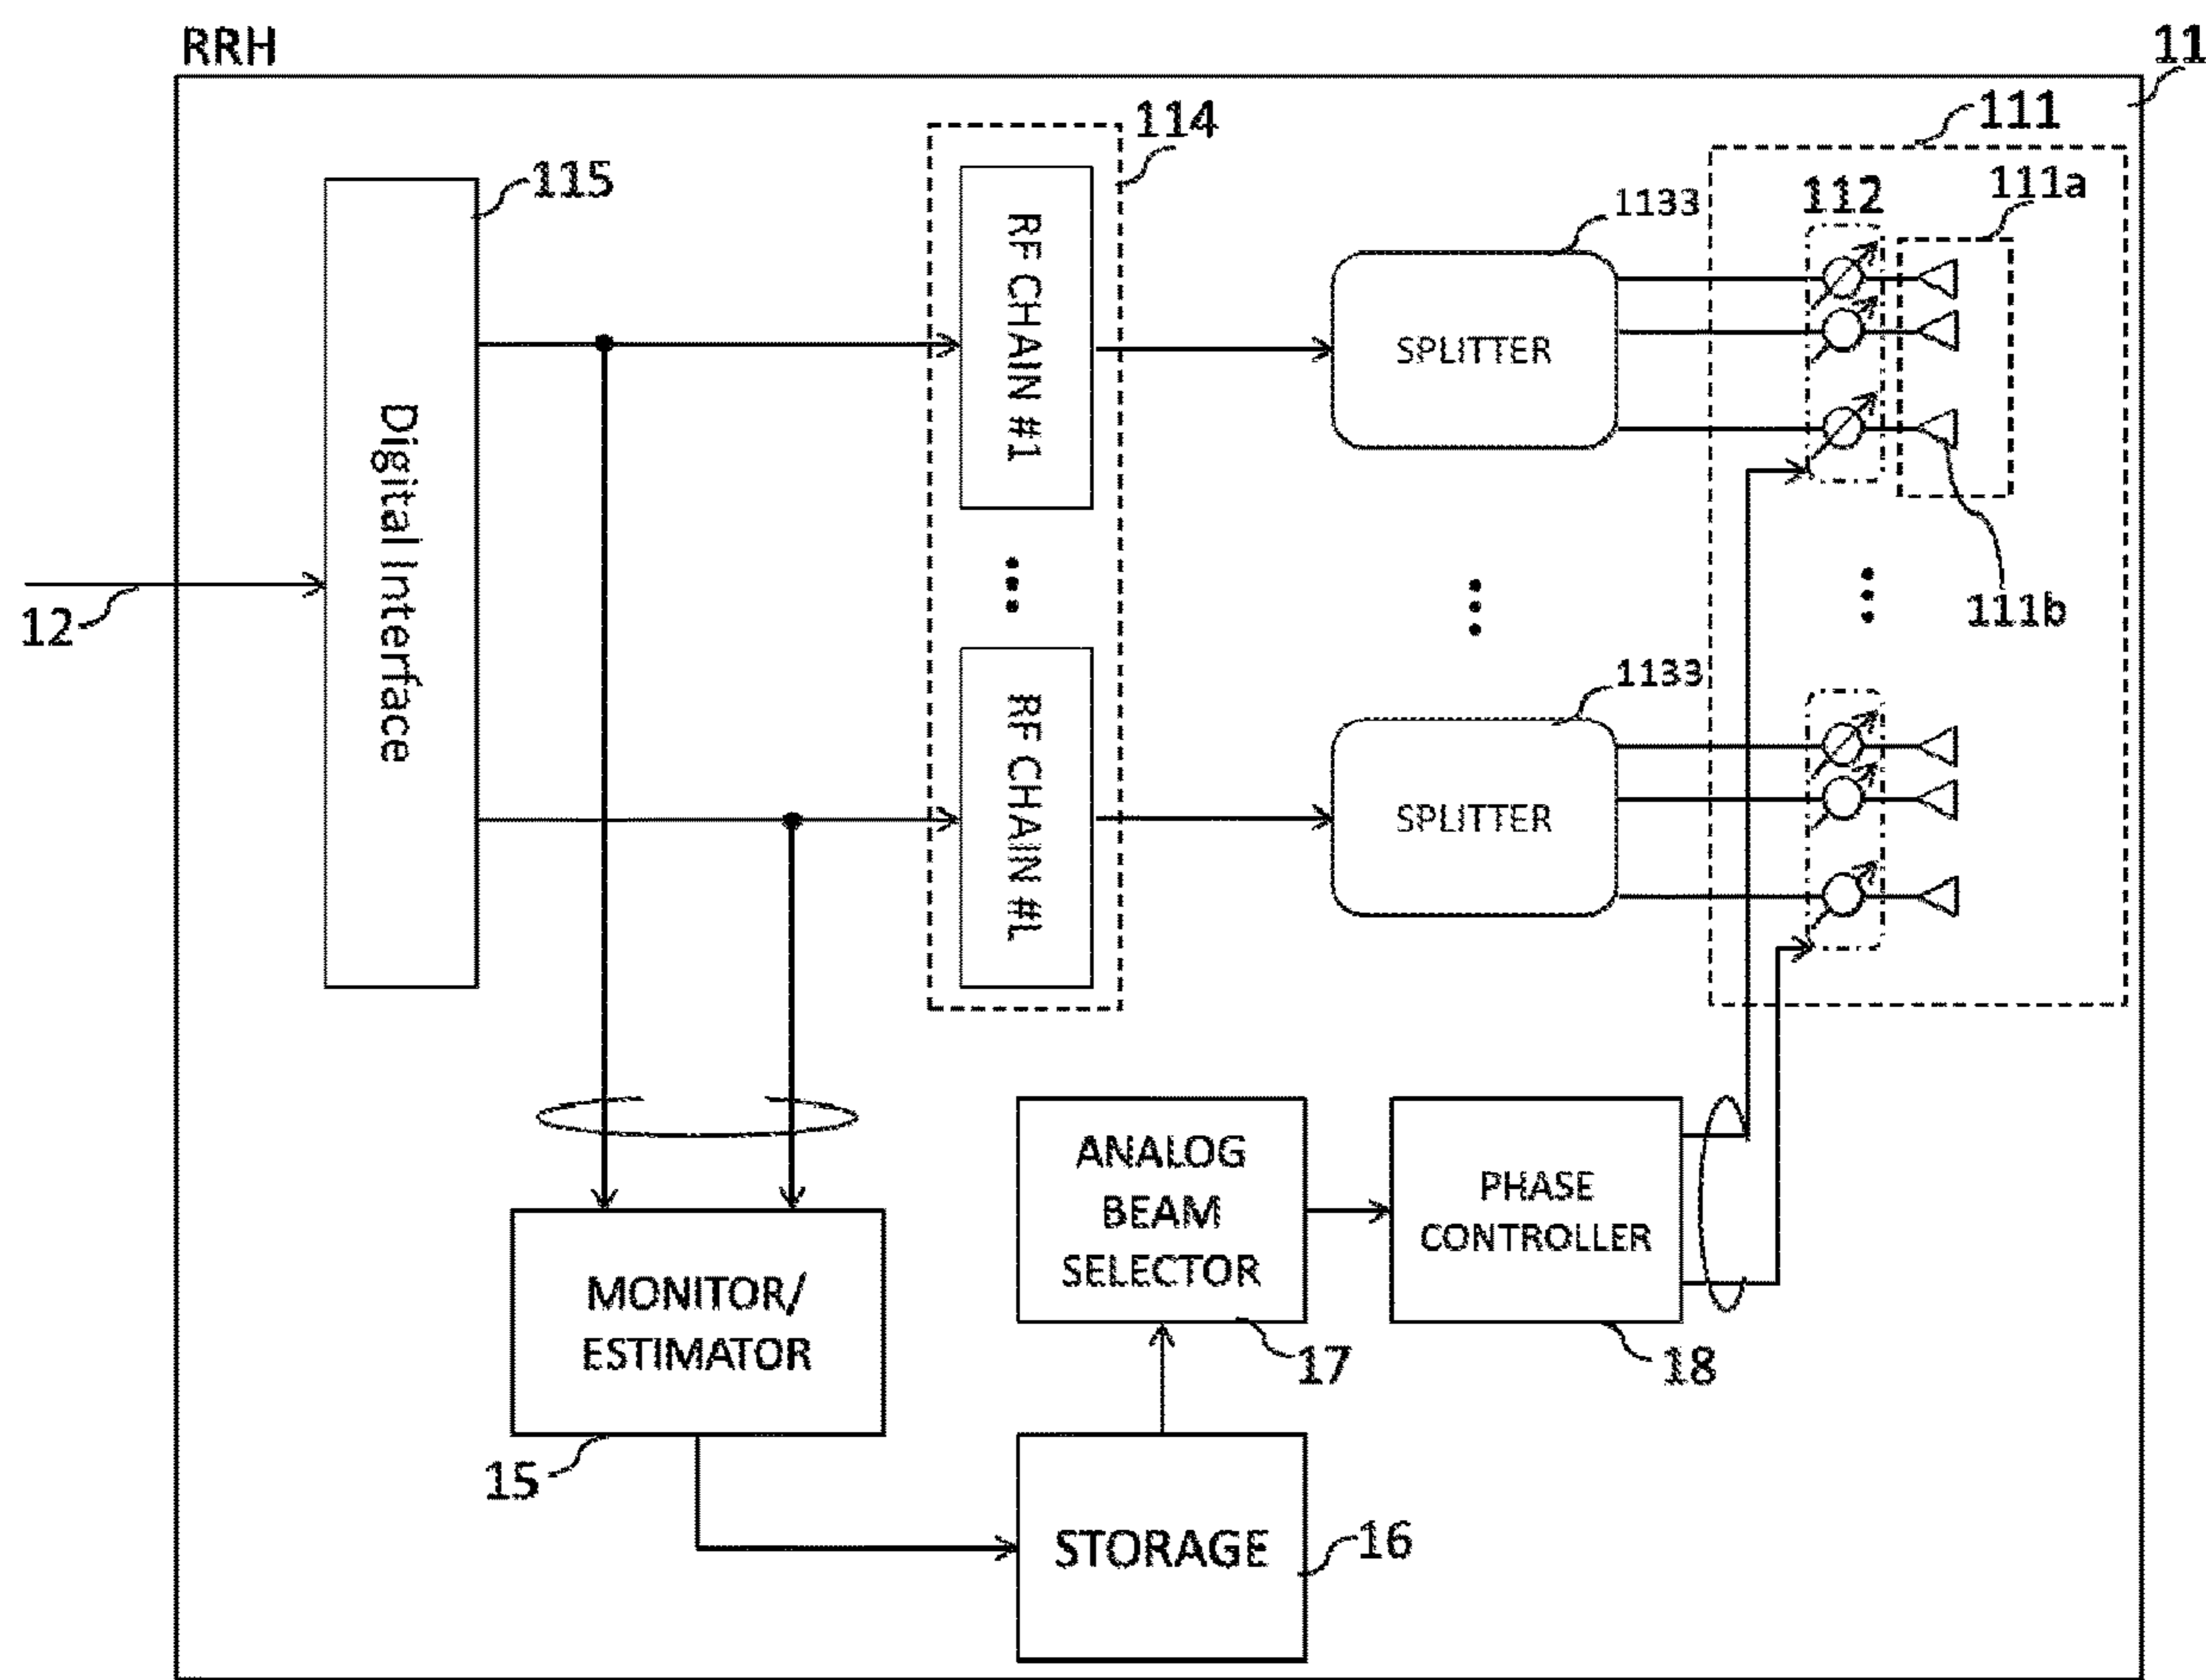 RRH
11
111
114
115
111a
112
1133
RF CHAIN #1
SPLITTER
Digital Interface
12
111b
1133
RF CHAIN #L
SPLITTER
ANALOG
BEAM
SELECTOR
PHASE
CONTROLLER
MONITOR/
ESTIMATOR
17
18
15
STORAGE
16